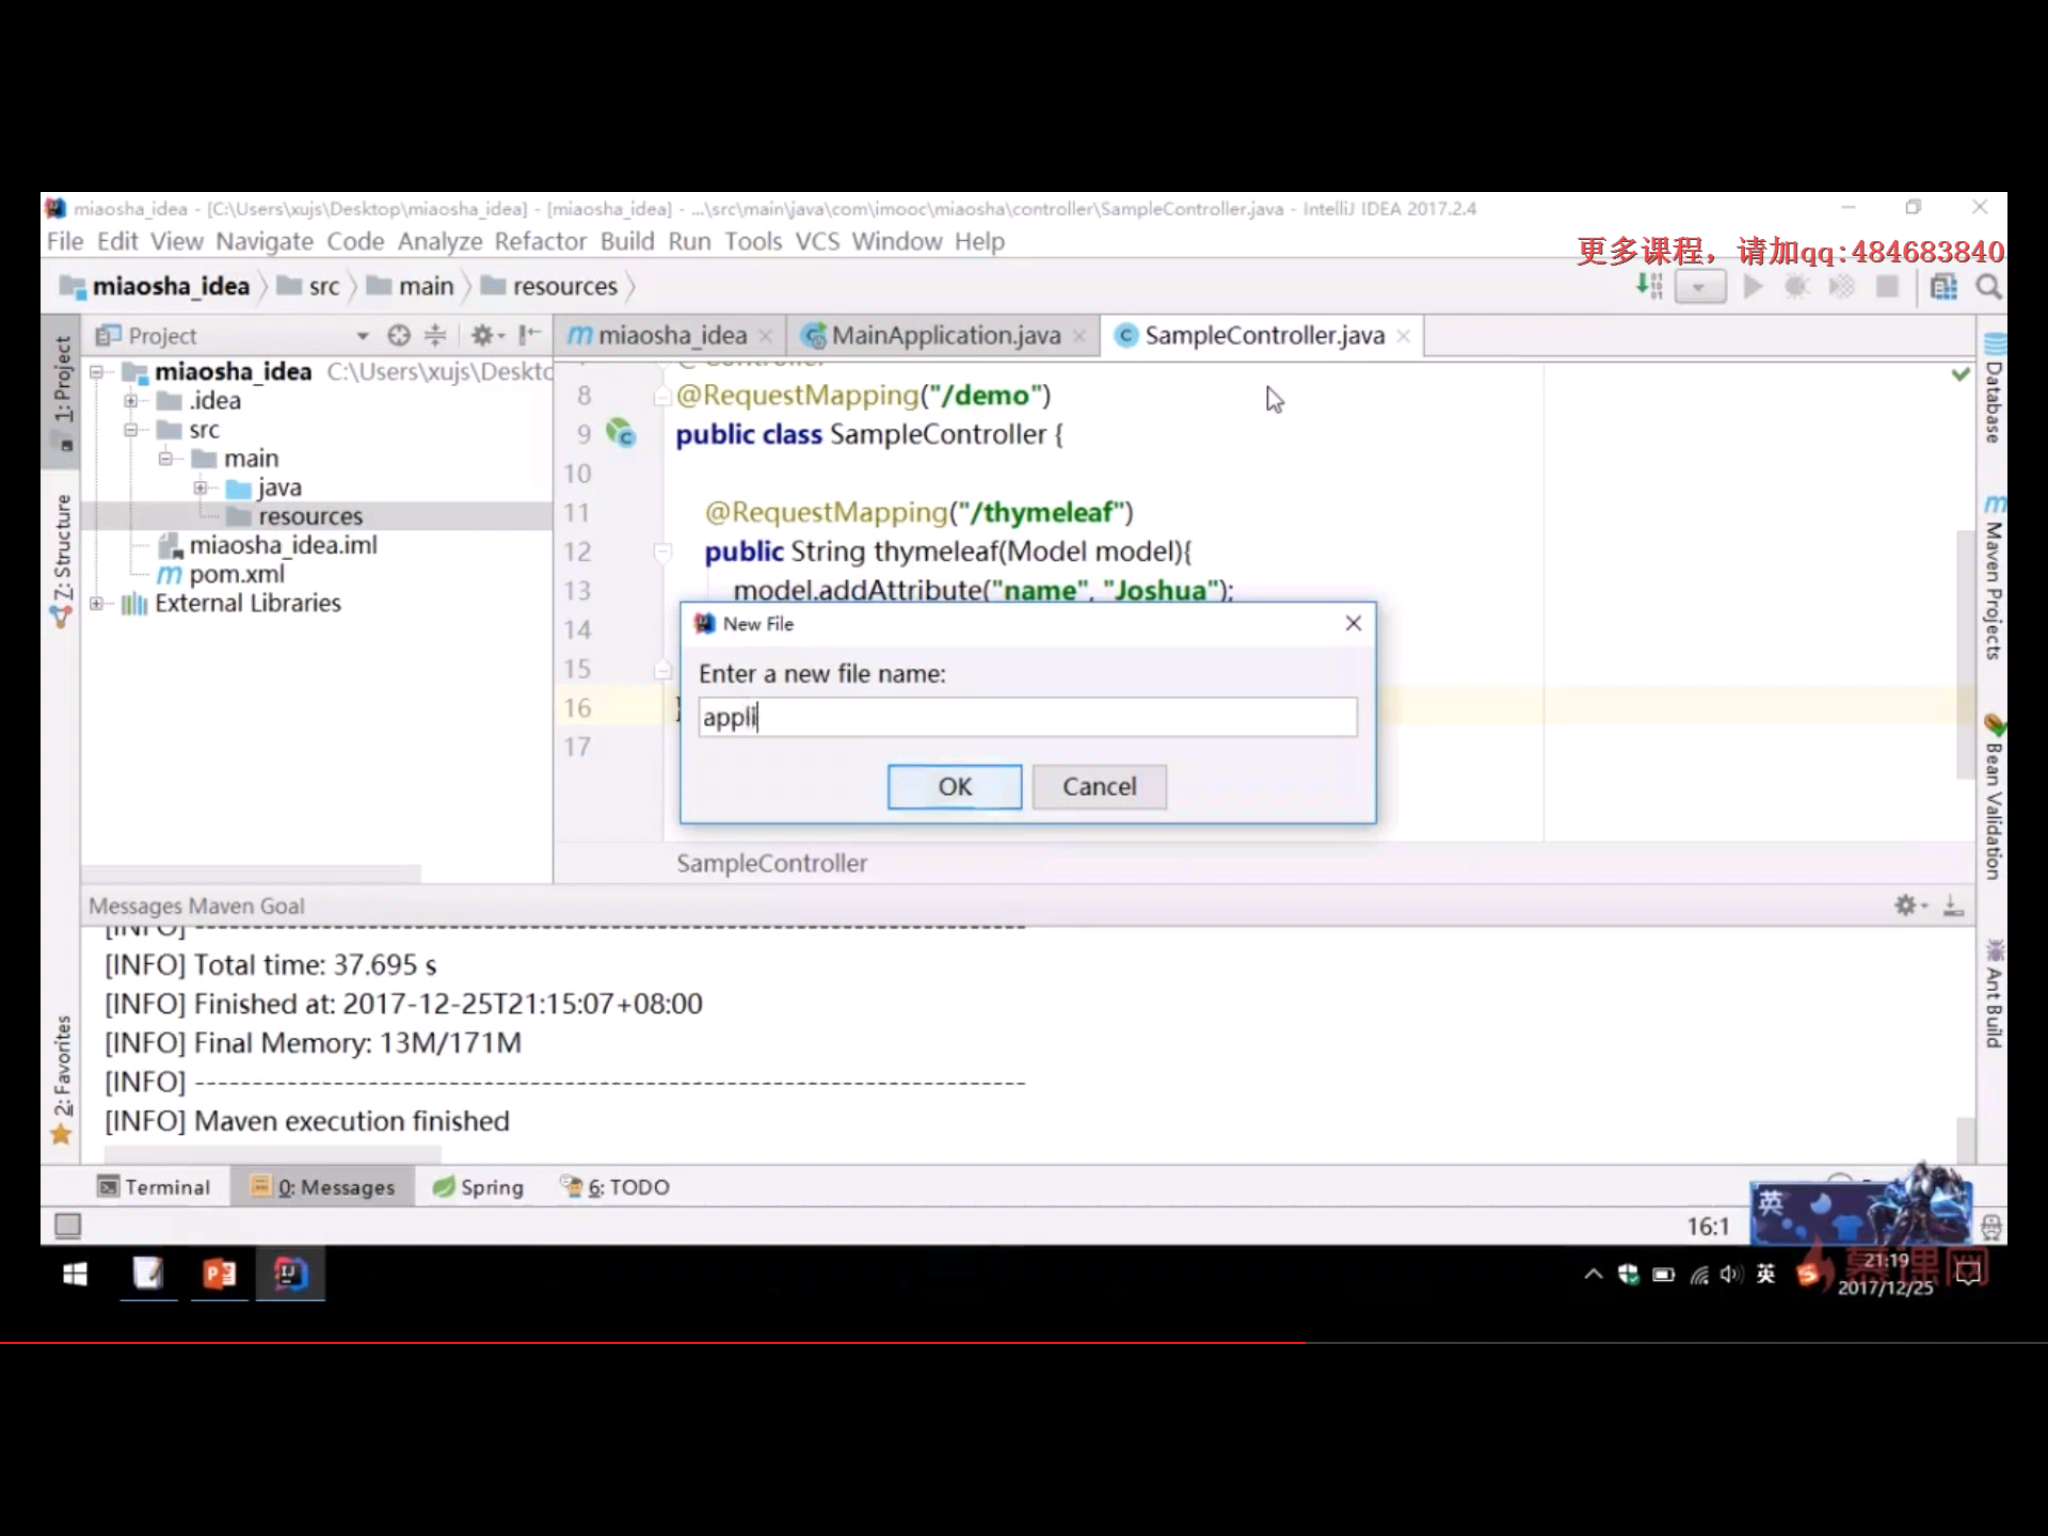 miaosha_idea - [C:\Users\xujs\Desktop\miaosha_idea] - [miaosha_idea] - ...\src\main\java\com\imooc\miaosha\controller\SampleController.java - IntelliJ IDEA 2017.2.4
File Edit View Navigate Code Analyze Refactor Build Run Tools VCS Window Help
更多课程，请加qq:484683840
miaosha_idea src main resources
Project
miaosha_idea MainApplication.java SampleController.java
1: Project
Z: Structure
2: Favorites
miaosha_idea C:\Users\xujs\Deskto
.idea
src
main
java
resources
miaosha_idea.iml
pom.xml
External Libraries
8 @RequestMapping("/demo")
9 public class SampleController {
10
11 @RequestMapping("/thymeleaf")
12 public String thymeleaf(Model model){
13 model.addAttribute("name", "Joshua");
14
15
16
17
New File
Enter a new file name:
appli
OK Cancel
SampleController
Database
Maven Projects
Bean Validation
Ant Build
Messages Maven Goal
[INFO] ------------------------------------------------------------------------
[INFO] Total time: 37.695 s
[INFO] Finished at: 2017-12-25T21:15:07+08:00
[INFO] Final Memory: 13M/171M
[INFO] ------------------------------------------------------------------------
[INFO] Maven execution finished
Terminal 0: Messages Spring 6: TODO
16:1
英
英
慕课网
21:19
2017/12/25